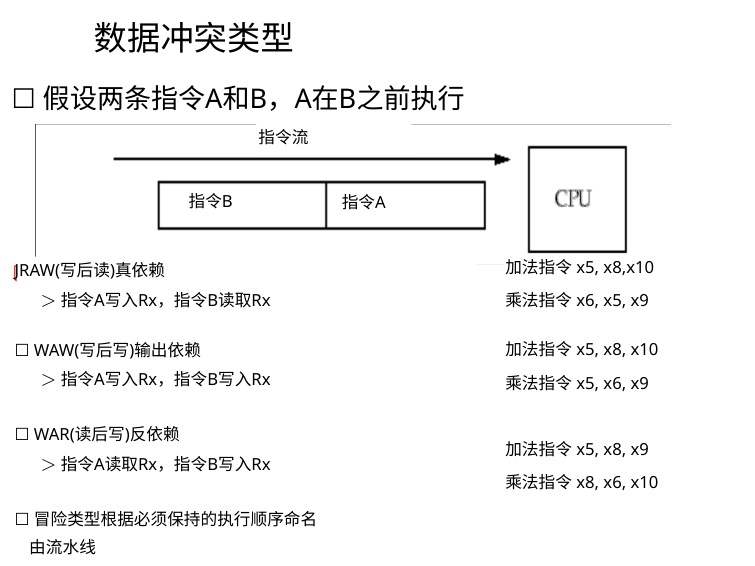 数据冲突类型
□ 假设两条指令A和B，A在B之前执行
指令流
指令B
指令A
CPU
RAW(写后读)真依赖
＞ 指令A写入Rx，指令B读取Rx
加法指令 x5, x8,x10
乘法指令 x6, x5, x9
□ WAW(写后写)输出依赖
＞ 指令A写入Rx，指令B写入Rx
加法指令 x5, x8, x10
乘法指令 x5, x6, x9
□ WAR(读后写)反依赖
＞ 指令A读取Rx，指令B写入Rx
加法指令 x5, x8, x9
乘法指令 x8, x6, x10
□ 冒险类型根据必须保持的执行顺序命名
由流水线